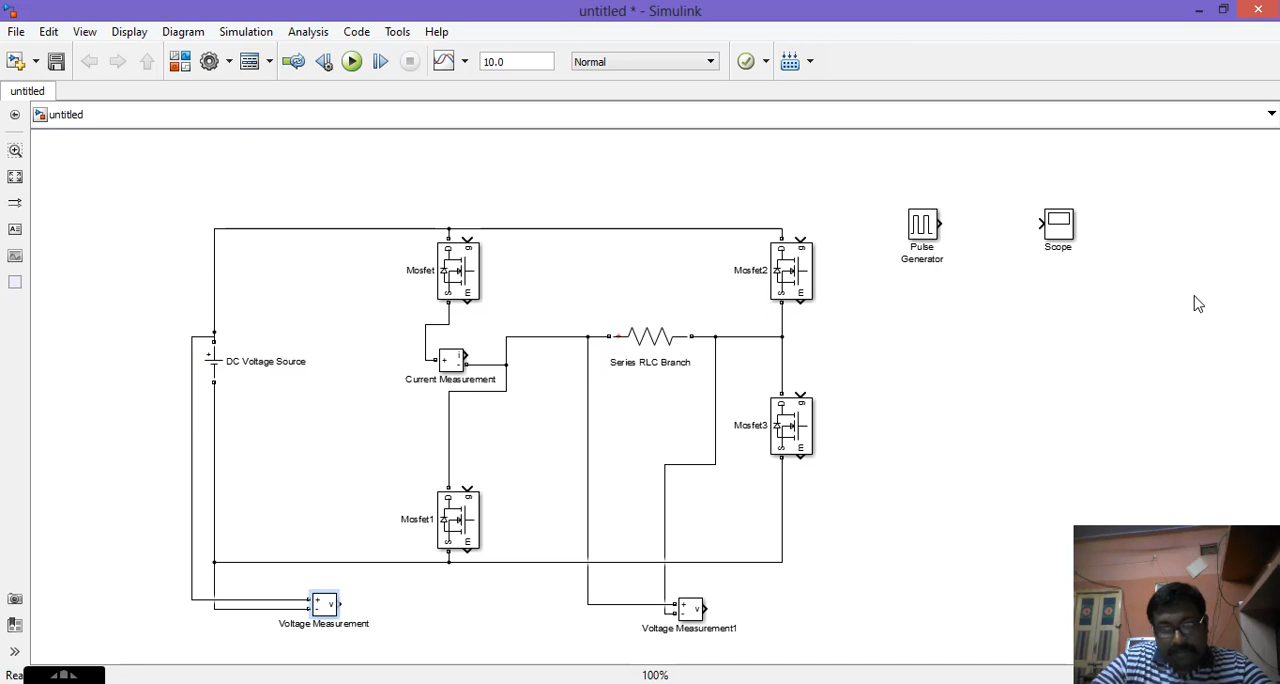 untitled * - Simulink
File Edit View Display Diagram Simulation Analysis Code Tools Help
10.0 Normal
untitled
untitled
Pulse Generator
Scope
Mosfet
D g S m
Mosfet2
D g S m
DC Voltage Source
+
+ i -
Current Measurement
Series RLC Branch
+
Mosfet3
D g S m
Mosfet1
D g S m
+ - v
Voltage Measurement
+ - v
Voltage Measurement1
Rea
100%